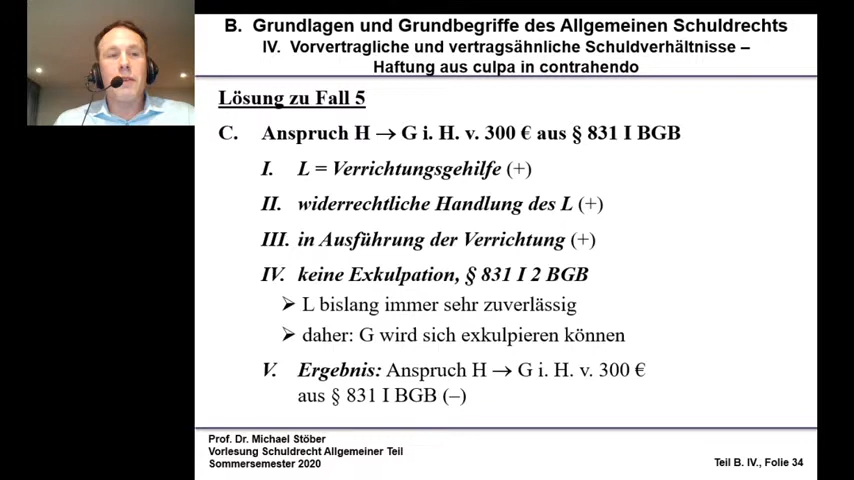 B. Grundlagen und Grundbegriffe des Allgemeinen Schuldrechts
IV. Vorvertragliche und vertragsähnliche Schuldverhältnisse –
Haftung aus culpa in contrahendo
Lösung zu Fall 5
C. Anspruch H → G i. H. v. 300 € aus § 831 I BGB
I. L = Verrichtungsgehilfe (+)
II. widerrechtliche Handlung des L (+)
III. in Ausführung der Verrichtung (+)
IV. keine Exkulpation, § 831 I 2 BGB
➢ L bislang immer sehr zuverlässig
➢ daher: G wird sich exkulpieren können
V. Ergebnis: Anspruch H → G i. H. v. 300 €
aus § 831 I BGB (–)
Prof. Dr. Michael Stöber
Vorlesung Schuldrecht Allgemeiner Teil
Sommersemester 2020
Teil B. IV., Folie 34